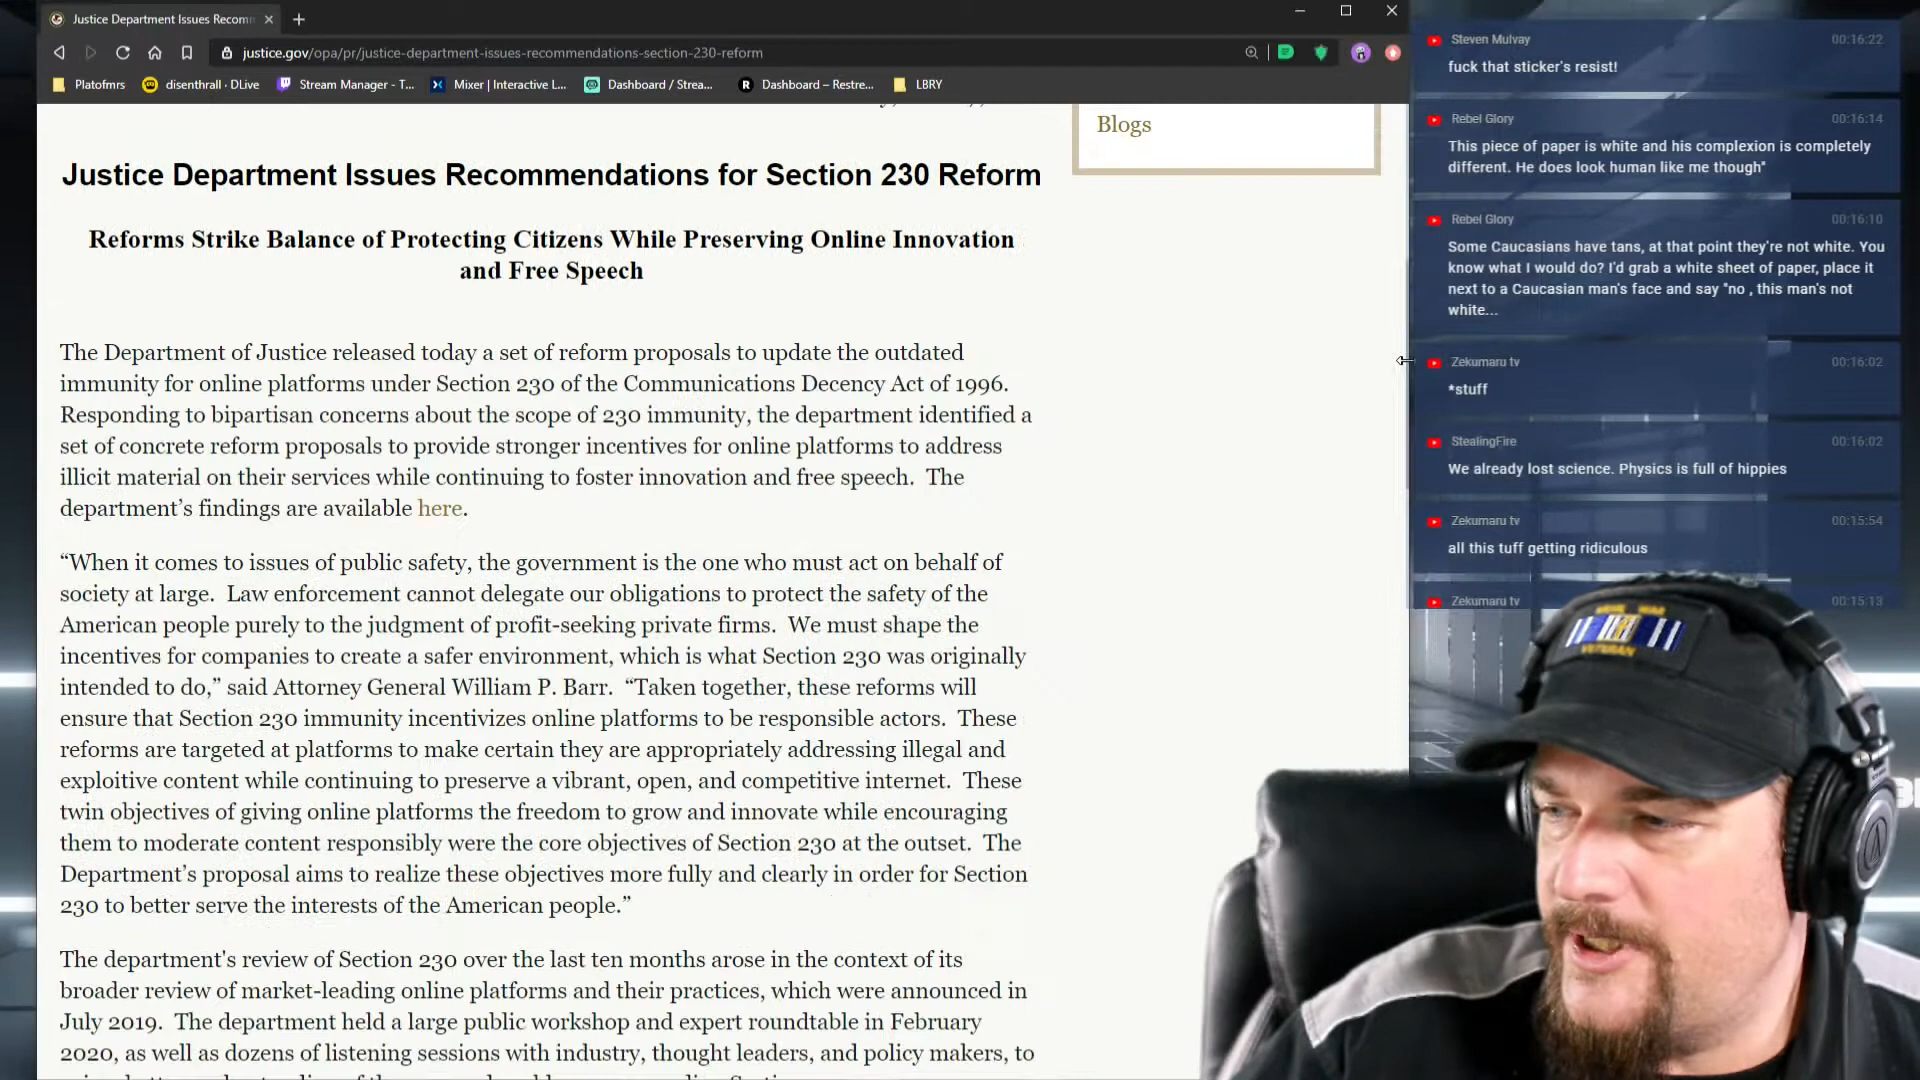 Justice Department Issues Recom
justice.gov/opa/pr/justice-department-issues-recommendations-section-230-reform
Platofmrs
disenthrall · DLive
Stream Manager - T...
Mixer | Interactive L...
Dashboard / Strea...
Dashboard – Restre...
LBRY
Blogs
Justice Department Issues Recommendations for Section 230 Reform
Reforms Strike Balance of Protecting Citizens While Preserving Online Innovation
and Free Speech
The Department of Justice released today a set of reform proposals to update the outdated
immunity for online platforms under Section 230 of the Communications Decency Act of 1996.
Responding to bipartisan concerns about the scope of 230 immunity, the department identified a
set of concrete reform proposals to provide stronger incentives for online platforms to address
illicit material on their services while continuing to foster innovation and free speech.  The
department’s findings are available here.
“When it comes to issues of public safety, the government is the one who must act on behalf of
society at large.  Law enforcement cannot delegate our obligations to protect the safety of the
American people purely to the judgment of profit-seeking private firms.  We must shape the
incentives for companies to create a safer environment, which is what Section 230 was originally
intended to do,” said Attorney General William P. Barr.  “Taken together, these reforms will
ensure that Section 230 immunity incentivizes online platforms to be responsible actors.  These
reforms are targeted at platforms to make certain they are appropriately addressing illegal and
exploitive content while continuing to preserve a vibrant, open, and competitive internet.  These
twin objectives of giving online platforms the freedom to grow and innovate while encouraging
them to moderate content responsibly were the core objectives of Section 230 at the outset.  The
Department’s proposal aims to realize these objectives more fully and clearly in order for Section
230 to better serve the interests of the American people.”
The department's review of Section 230 over the last ten months arose in the context of its
broader review of market-leading online platforms and their practices, which were announced in
July 2019.  The department held a large public workshop and expert roundtable in February
2020, as well as dozens of listening sessions with industry, thought leaders, and policy makers, to
Steven Mulvay 00:16:22
fuck that sticker's resist!
Rebel Glory 00:16:14
This piece of paper is white and his complexion is completely
different. He does look human like me though"
Rebel Glory 00:16:10
Some Caucasians have tans, at that point they're not white. You
know what I would do? I'd grab a white sheet of paper, place it
next to a Caucasian man's face and say "no , this man's not
white...
Zekumaru tv 00:16:02
*stuff
StealingFire 00:16:02
We already lost science. Physics is full of hippies
Zekumaru tv 00:15:54
all this tuff getting ridiculous
Zekumaru tv 00:15:13
VETERAN